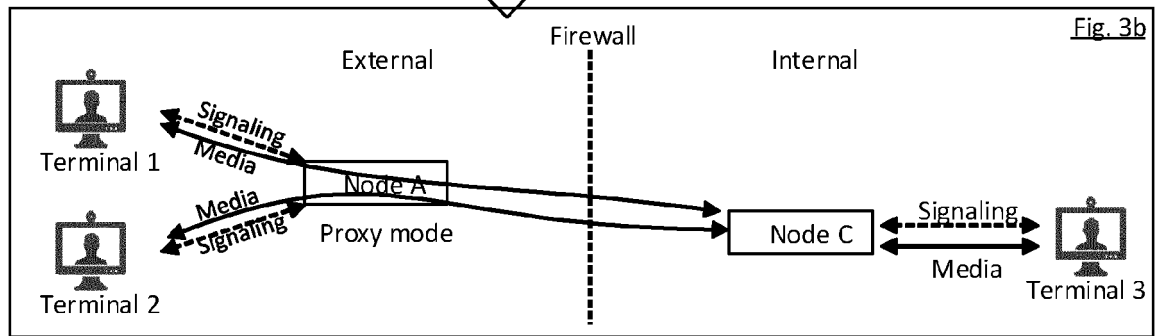 Fig. 3b
Firewall
External
Internal
Signaling
Media
Terminal 1
Node A
Media
Signaling
Proxy mode
Terminal 2
Signaling
Node C
Media
Terminal 3